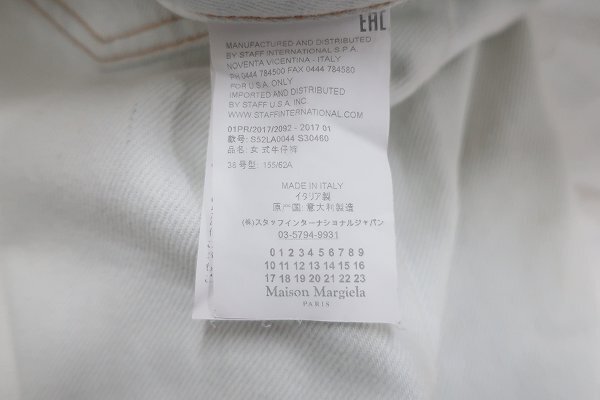 EAC
MANUFACTURED AND DISTRIBUTED
BY STAFF INTERNATIONAL S.P.A.
NOVENTA VICENTINA - ITALY
PH 0444 784500 FAX 0444 784580
FOR U.S.A. ONLY
IMPORTED AND DISTRIBUTED
BY STAFF U.S.A. INC.
WWW.STAFFINTERNATIONAL.COM
01PR/2017/2092 - 2017 01
款号: S52LA0044 S30460
品名: 女式牛仔裤
38 号型: 155/62A
MADE IN ITALY
イタリア製
原产国: 意大利製造
(株)スタッフインターナショナルジャパン
03-5794-9931
0 1 2 3 4 5 6 7 8 9
10 11 12 13 14 15 16
17 18 19 20 21 22 23
Maison Margiela
PARIS